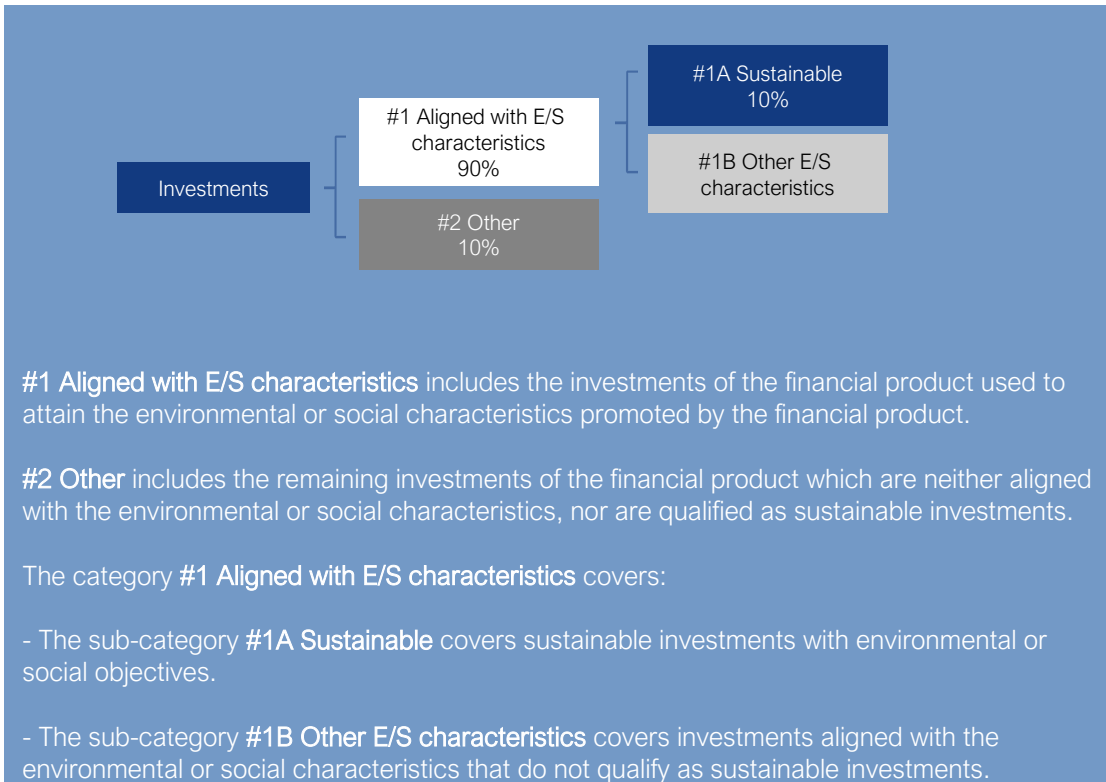 #1A Sustainable
10%
#1 Aligned with E/S
characteristics
90%
#1B Other E/S
characteristics
Investments
#2 Other
10%
#1 Aligned with E/S characteristics includes the investments of the financial product used to
attain the environmental or social characteristics promoted by the financial product.
#2 Other includes the remaining investments of the financial product which are neither aligned
with the environmental or social characteristics, nor are qualified as sustainable investments.
The category #1 Aligned with E/S characteristics covers:
- The sub-category #1A Sustainable covers sustainable investments with environmental or
social objectives.
- The sub-category #1B Other E/S characteristics covers investments aligned with the
environmental or social characteristics that do not qualify as sustainable investments.